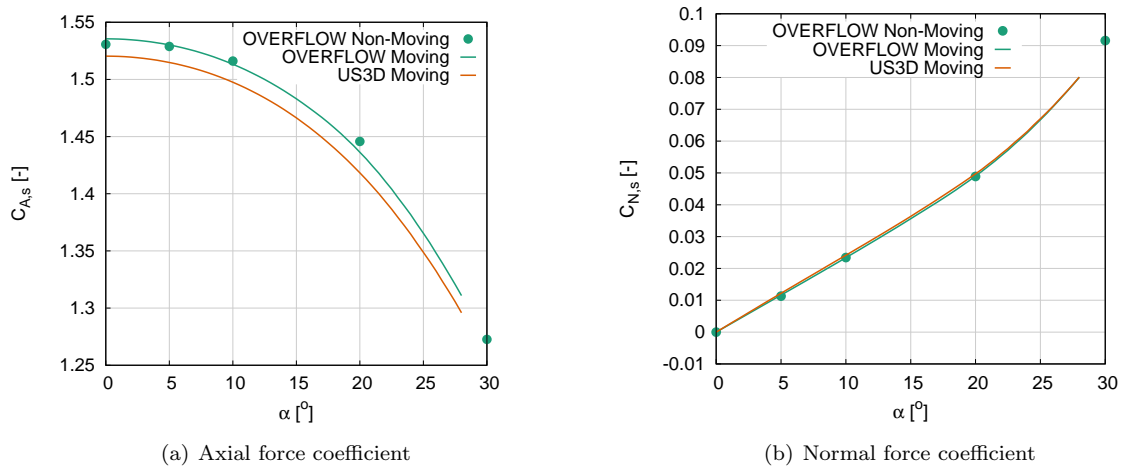 1.55
1.5
1.45
1.4
1.35
1.3
1.25
0 5 10 15 20 25 30
C_A,s [-]
α [o]
OVERFLOW Non-Moving
OVERFLOW Moving
US3D Moving
(a) Axial force coefficient
0.1
0.09
0.08
0.07
0.06
0.05
0.04
0.03
0.02
0.01
0
-0.01
0 5 10 15 20 25 30
C_N,s [-]
α [o]
OVERFLOW Non-Moving
OVERFLOW Moving
US3D Moving
(b) Normal force coefficient